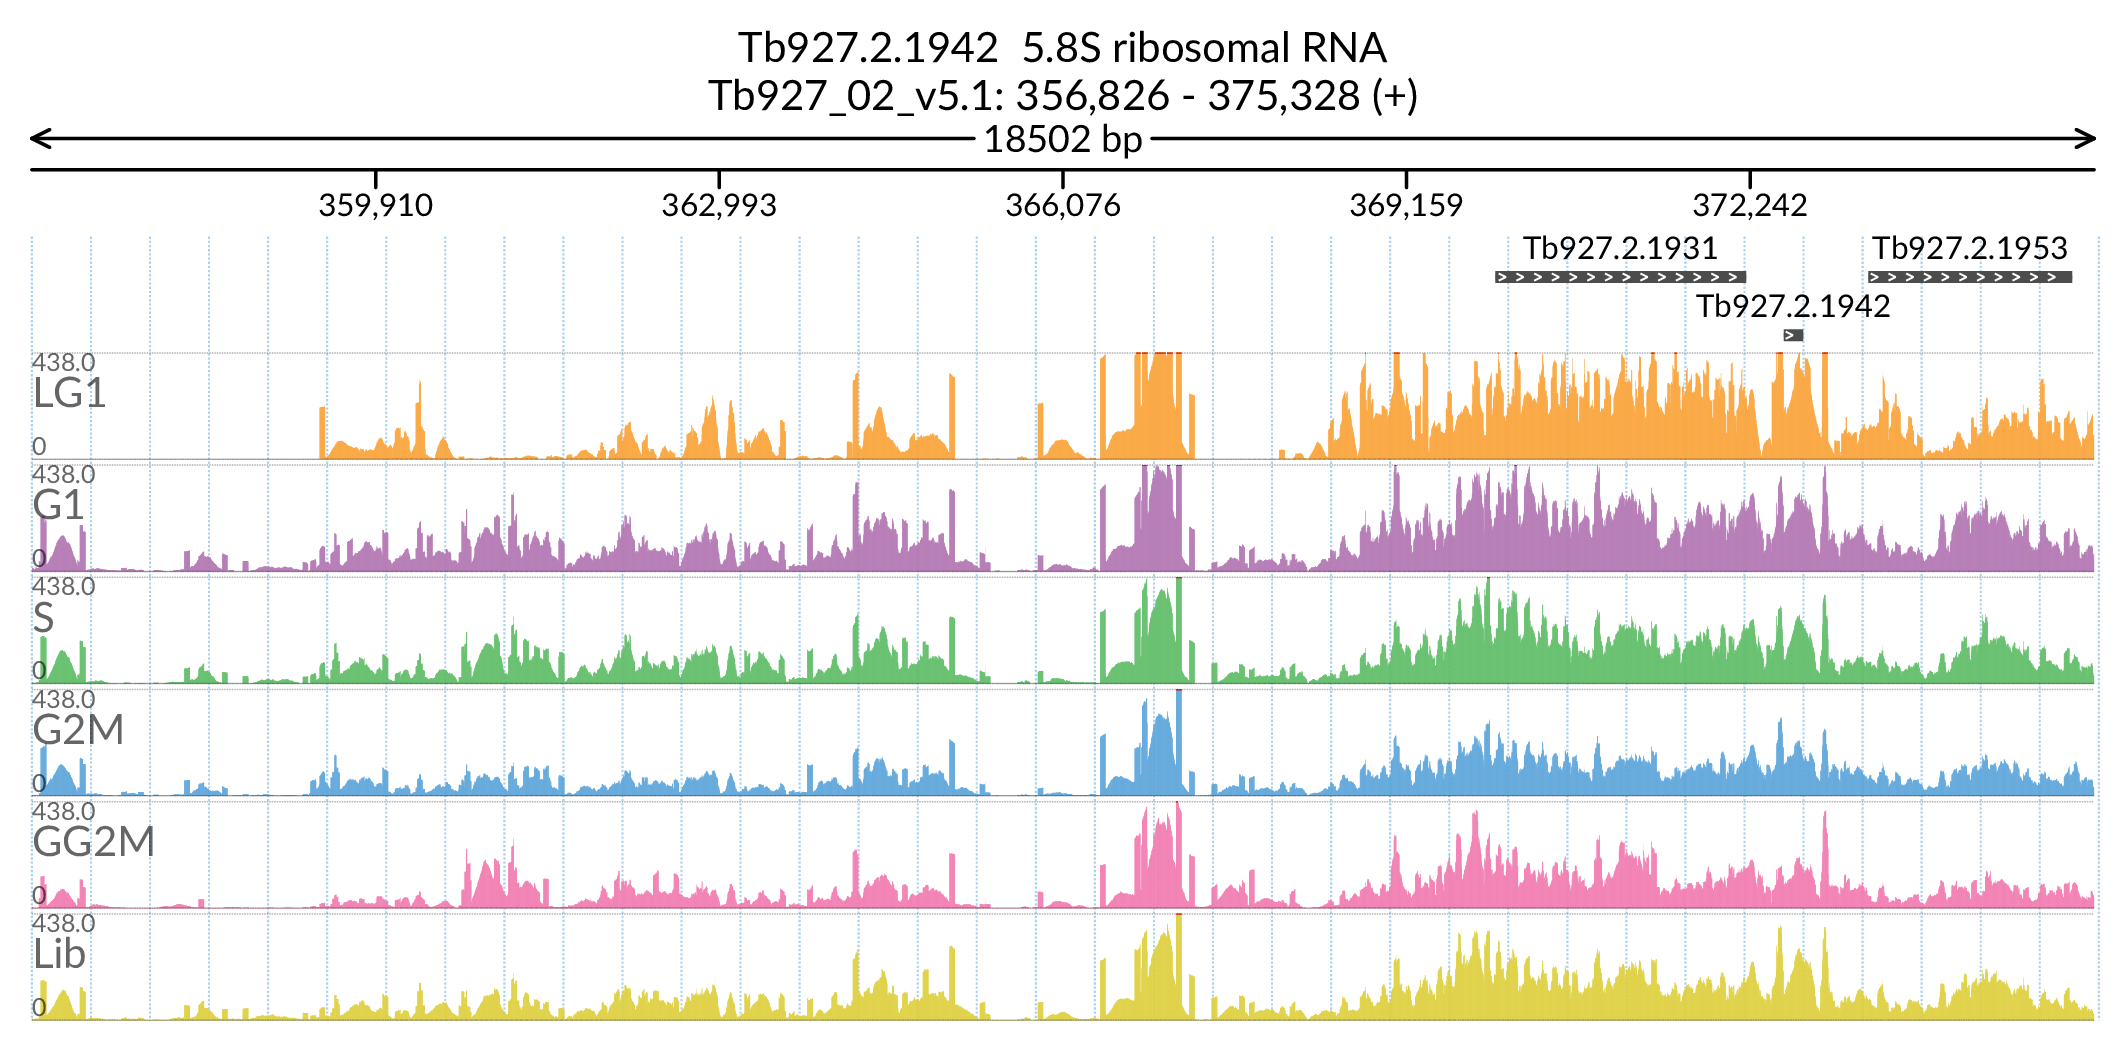 Tb927.2.1942  5.8S ribosomal RNA
Tb927_02_v5.1: 356,826 - 375,328 (+)
18502 bp
359,910 362,993 366,076 369,159 372,242
Tb927.2.1931 Tb927.2.1953
Tb927.2.1942
438.0
LG1
0
438.0
G1
0
438.0
S
0
438.0
G2M
0
438.0
GG2M
0
438.0
Lib
0